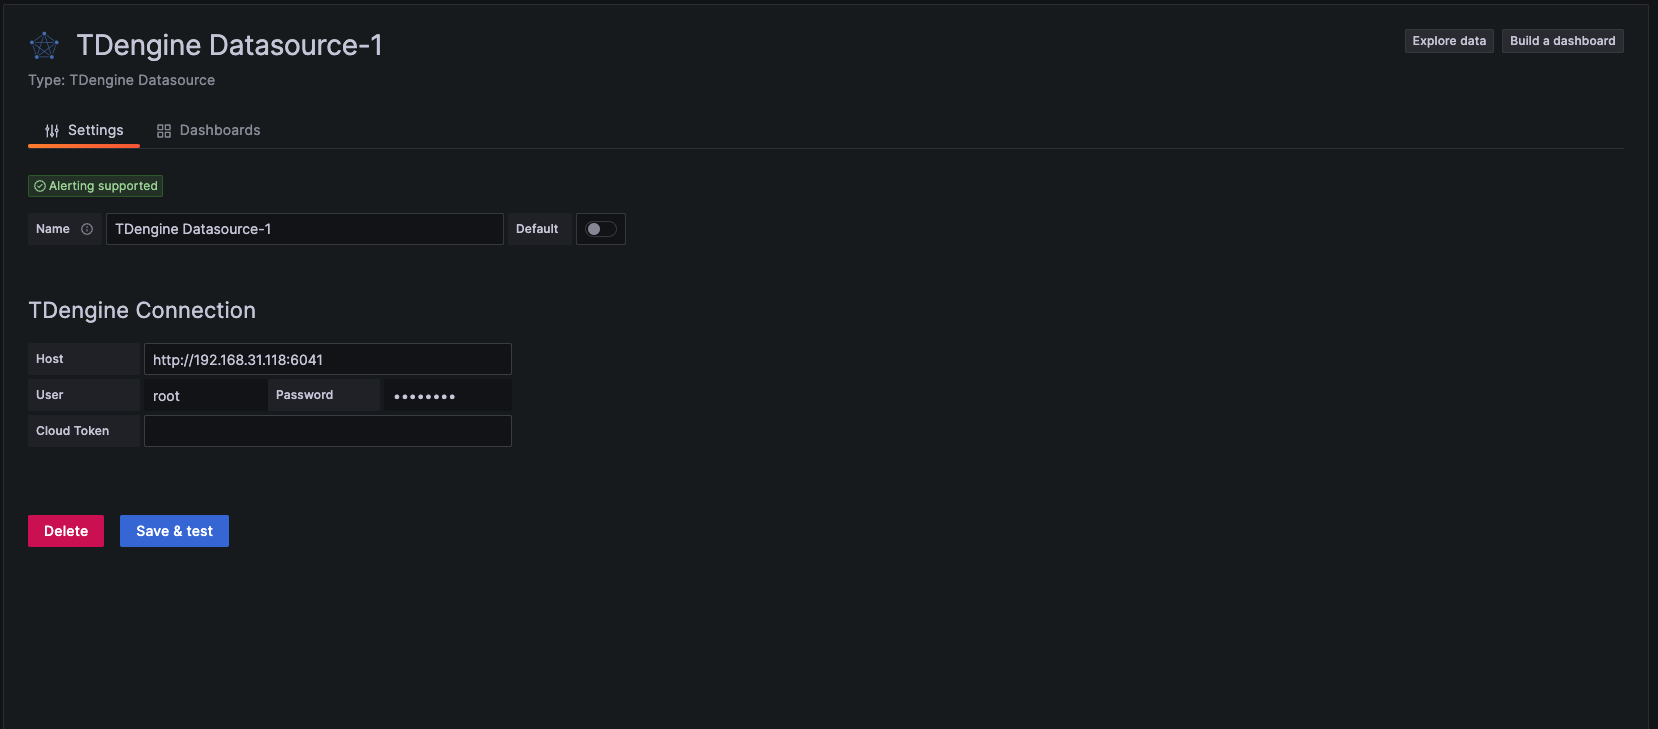 TDengine Datasource-1
Explore data
Build a dashboard
Type: TDengine Datasource
Settings
Dashboards
Alerting supported
Name
TDengine Datasource-1
Default
TDengine Connection
Host
http://192.168.31.118:6041
User
root
Password
••••••••
Cloud Token
Delete
Save & test